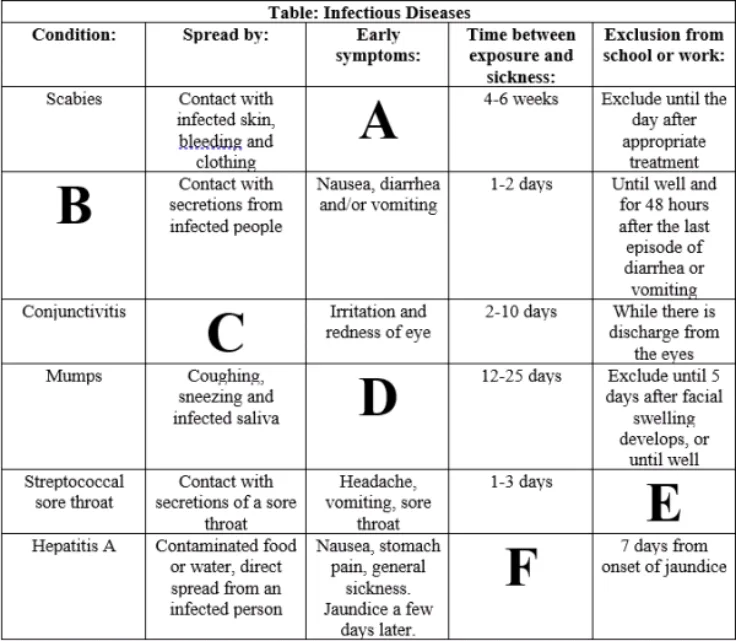 Table: Infectious Diseases
Condition:
Spread by:
Early
symptoms:
Time between
exposure and
sickness:
Exclusion from
school or work:
Scabies
Contact with
infected skin,
bleeding and
clothing
A
4-6 weeks
Exclude until the
day after
appropriate
treatment
B
Contact with
secretions from
infected people
Nausea, diarrhea
and/or vomiting
1-2 days
Until well and
for 48 hours
after the last
episode of
diarrhea or
vomiting
Conjunctivitis
C
Irritation and
redness of eye
2-10 days
While there is
discharge from
the eyes
Mumps
Coughing,
sneezing and
infected saliva
D
12-25 days
Exclude until 5
days after facial
swelling
develops, or
until well
Streptococcal
sore throat
Contact with
secretions of a sore
throat
Headache,
vomiting, sore
throat
1-3 days
E
Hepatitis A
Contaminated food
or water, direct
spread from an
infected person
Nausea, stomach
pain, general
sickness.
Jaundice a few
days later.
F
7 days from
onset of jaundice